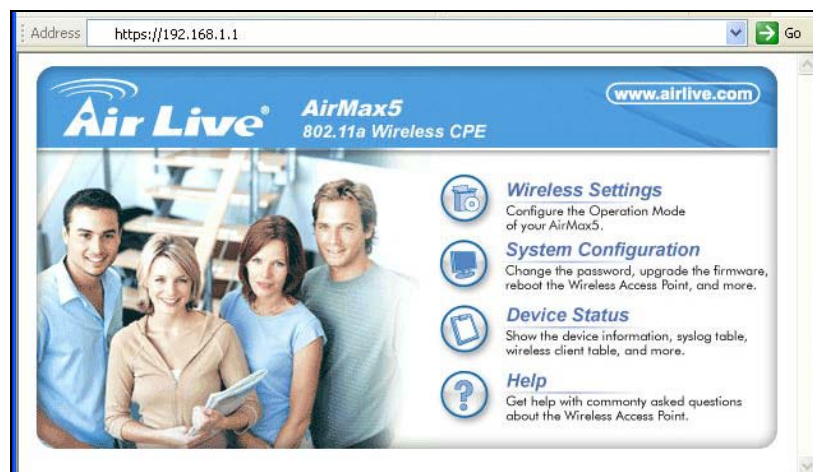 Address https://192.168.1.1 Go
Air Live®
AirMax5
802.11a Wireless CPE
www.airlive.com
Wireless Settings
Configure the Operation Mode
of your AirMax5.
System Configuration
Change the password, upgrade the firmware,
reboot the Wireless Access Point, and more.
Device Status
Show the device information, syslog table,
wireless client table, and more.
Help
Get help with commonty asked questions
about the Wireless Access Point.